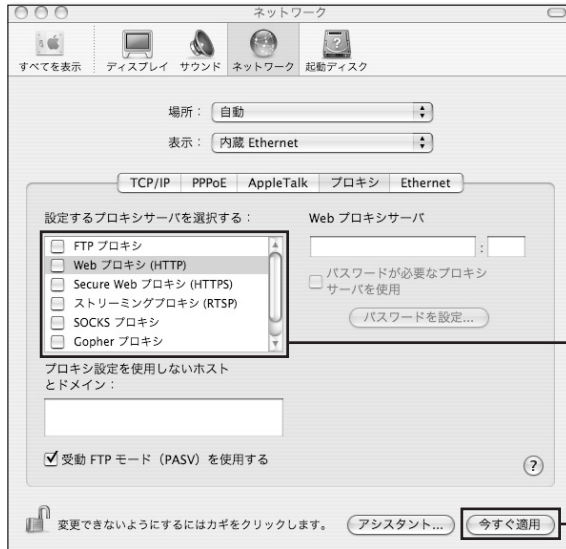 ネットワーク
すべてを表示 ディスプレイ サウンド ネットワーク 起動ディスク
場所： 自動
表示： 内蔵 Ethernet
TCP/IP PPPoE AppleTalk プロキシ Ethernet
設定するプロキシサーバを選択する：
FTP プロキシ
Web プロキシ (HTTP)
Secure Web プロキシ (HTTPS)
ストリーミングプロキシ (RTSP)
SOCKS プロキシ
Gopher プロキシ
Web プロキシサーバ
:
パスワードが必要なプロキシ
サーバを使用
パスワードを設定...
プロキシ設定を使用しないホスト
とドメイン：
受動 FTP モード（PASV）を使用する
?
変更できないようにするにはカギをクリックします。 アシスタント... 今すぐ適用